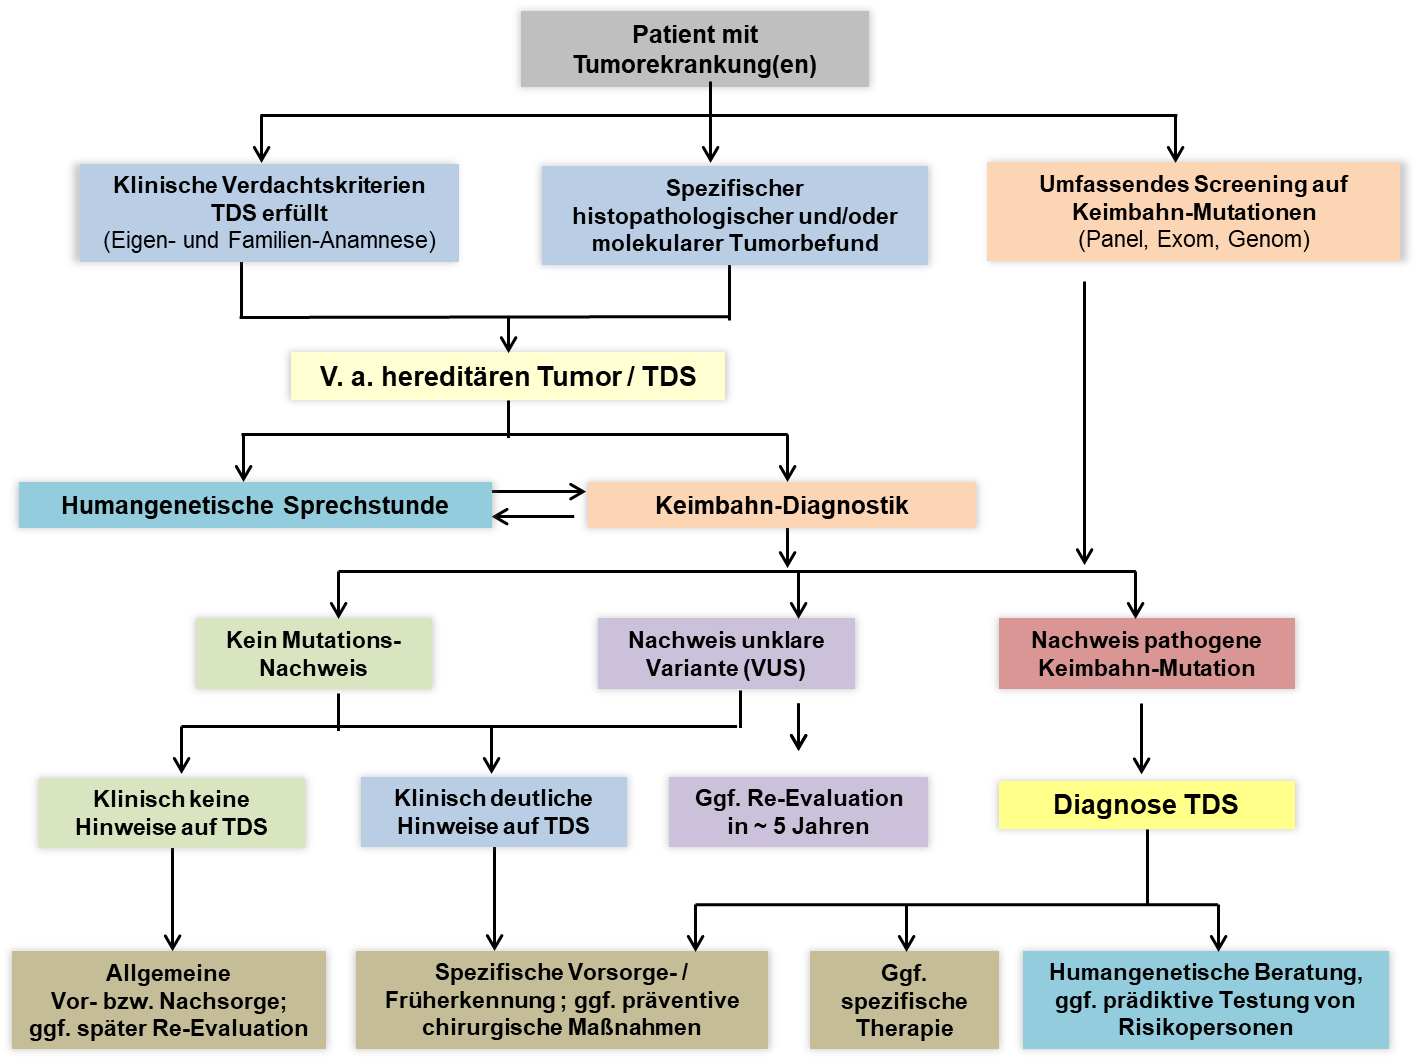 Patient mit
Tumorekrankung(en)
Klinische Verdachtskriterien
TDS erfüllt
(Eigen- und Familien-Anamnese)
Spezifischer
histopathologischer und/oder
molekularer Tumorbefund
Umfassendes Screening auf
Keimbahn-Mutationen
(Panel, Exom, Genom)
V. a. hereditären Tumor / TDS
Humangenetische Sprechstunde
Keimbahn-Diagnostik
Kein Mutations-
Nachweis
Nachweis unklare
Variante (VUS)
Nachweis pathogene
Keimbahn-Mutation
Klinisch keine
Hinweise auf TDS
Klinisch deutliche
Hinweise auf TDS
Ggf. Re-Evaluation
in ~ 5 Jahren
Diagnose TDS
Allgemeine
Vor- bzw. Nachsorge;
ggf. später Re-Evaluation
Spezifische Vorsorge- /
Früherkennung ; ggf. präventive
chirurgische Maßnahmen
Ggf.
spezifische
Therapie
Humangenetische Beratung,
ggf. prädiktive Testung von
Risikopersonen